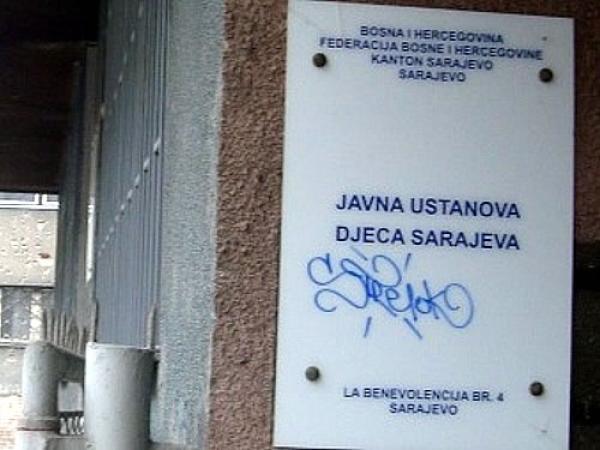 BOSNA I HERCEGOVINA
FEDERACIJA BOSNE I HERCEGOVINE
KANTON SARAJEVO
SARAJEVO
JAVNA USTANOVA
DJECA SARAJEVA
LA BENEVOLENCIJA BR. 4
SARAJEVO